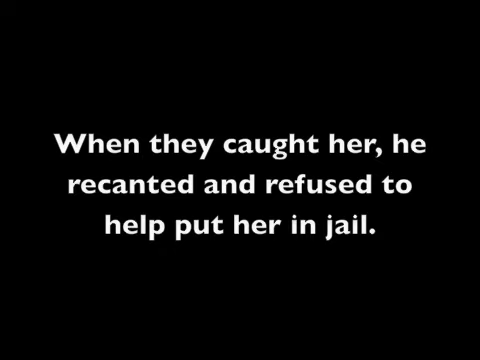 When they caught her, he
recanted and refused to
help put her in jail.